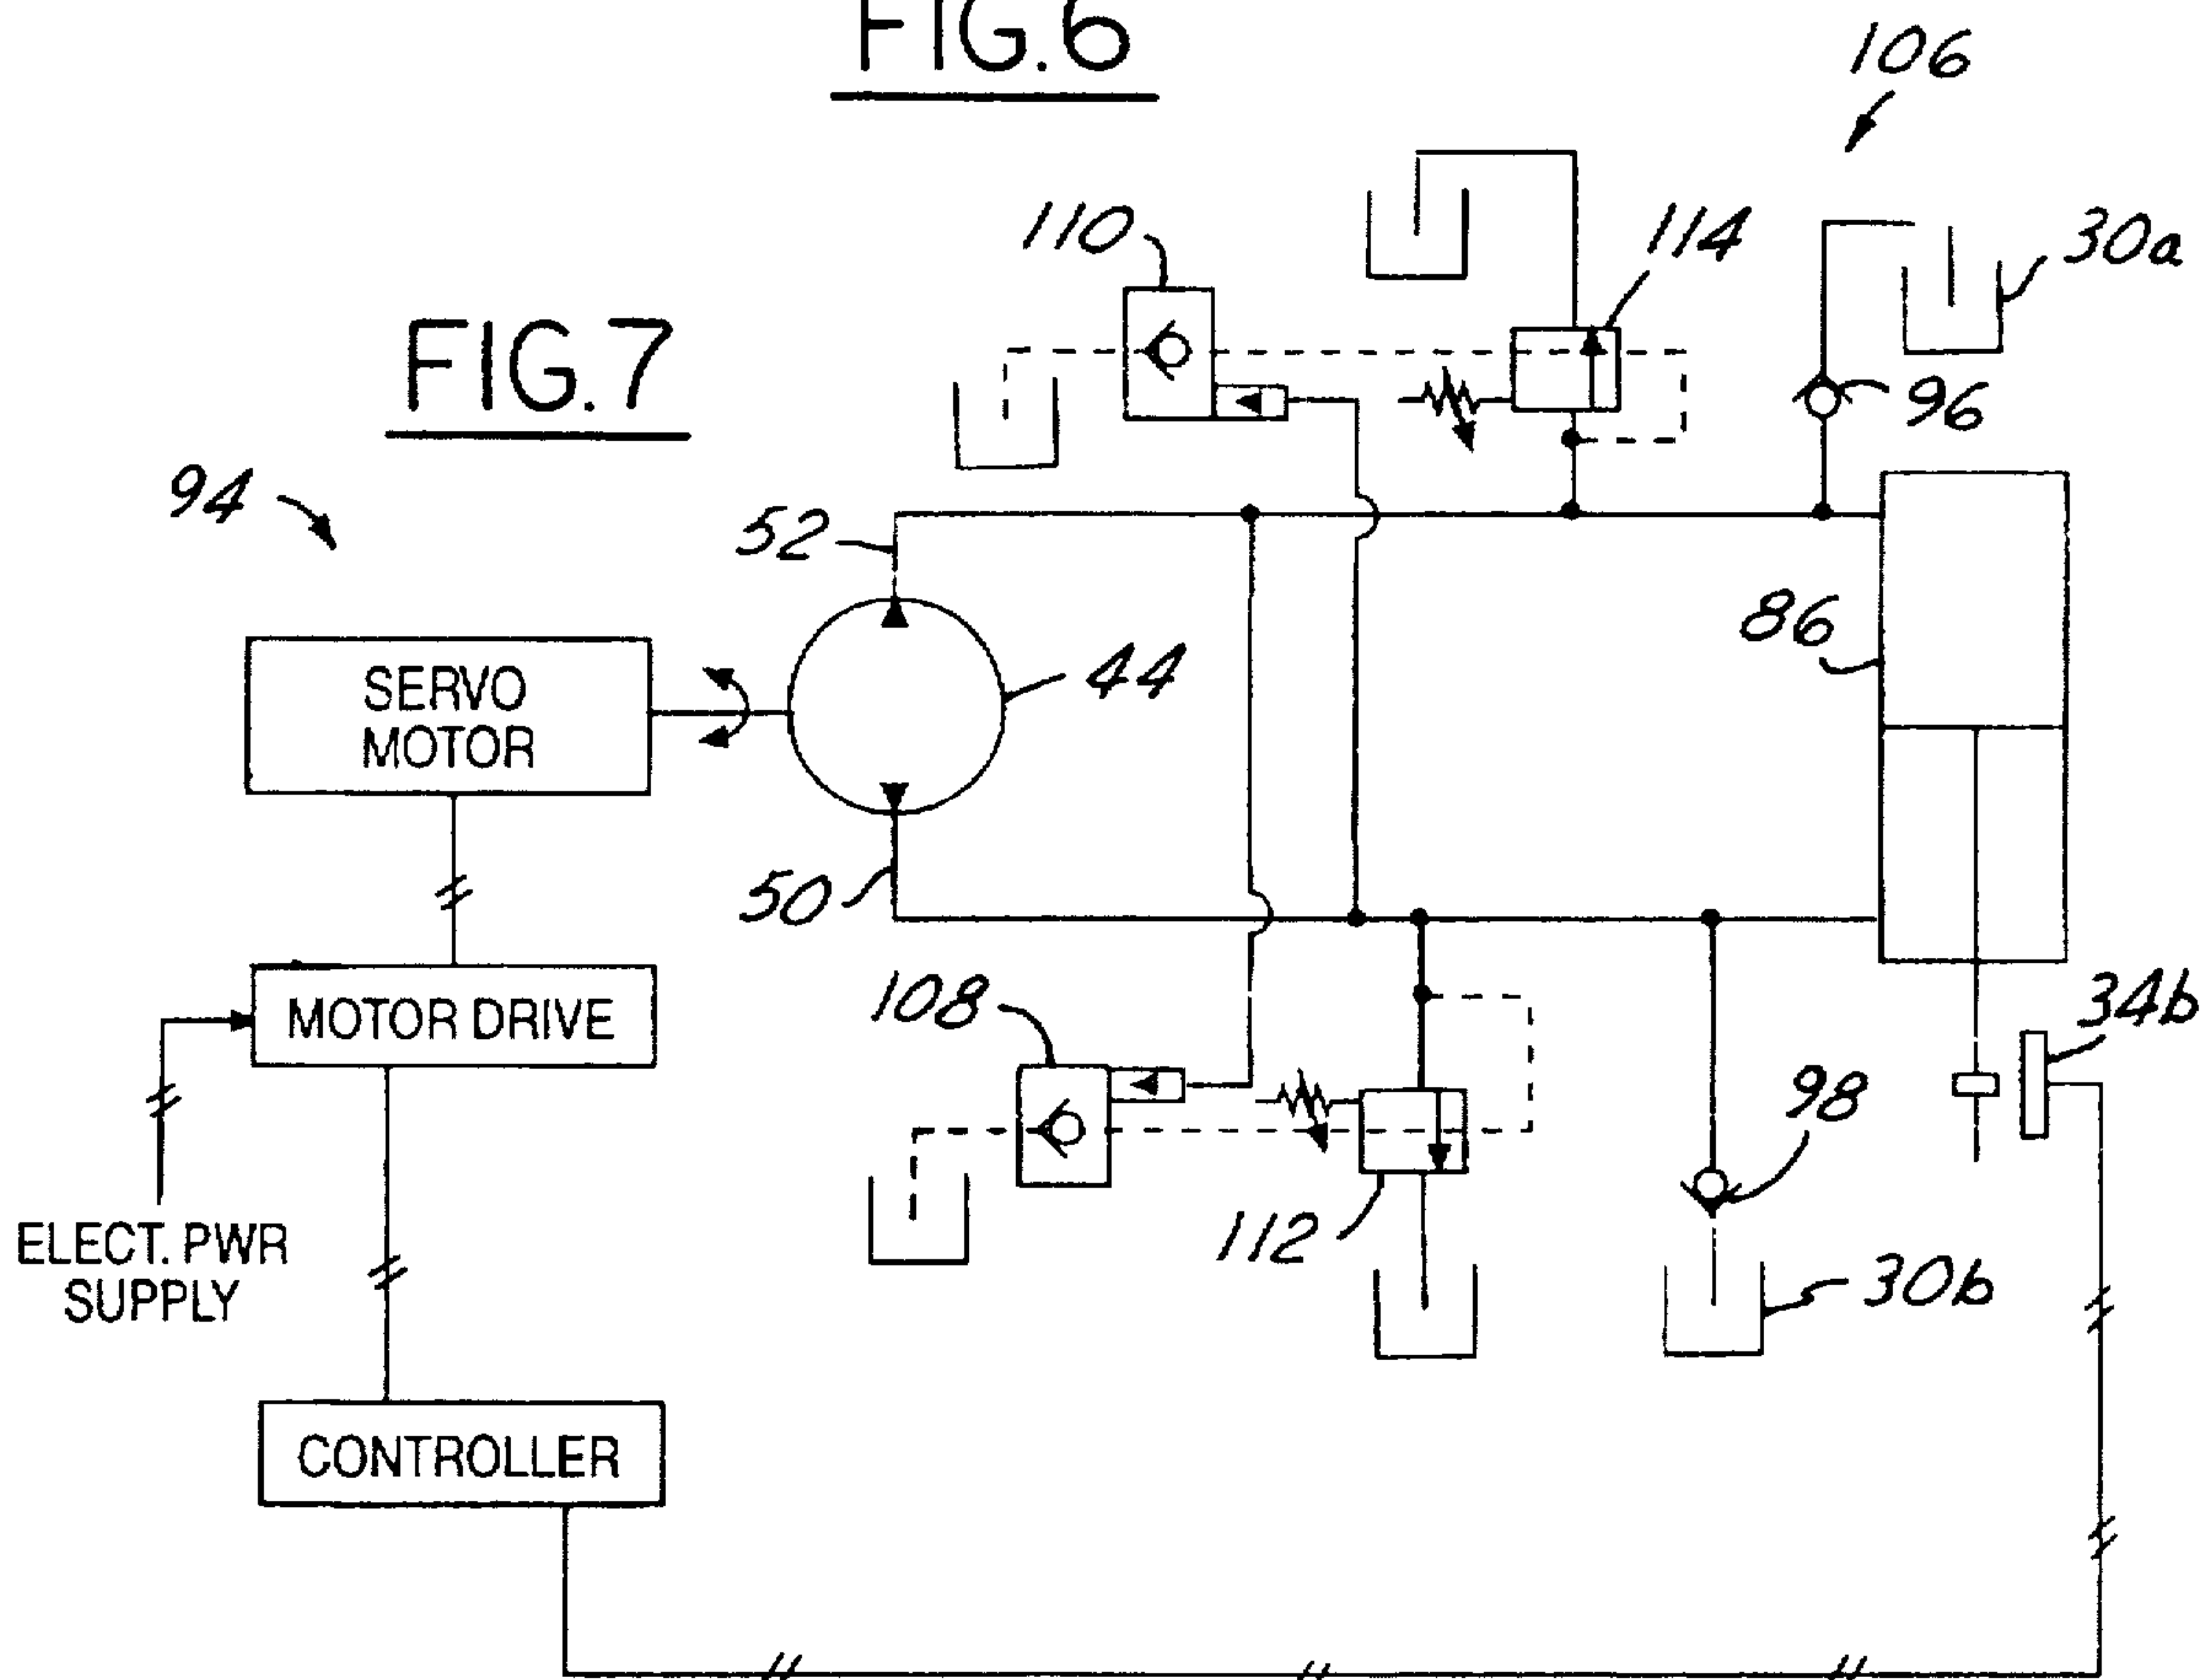 FIG.6
106
110
114
30a
FIG.7
96
94
52
86
SERVO
MOTOR
44
50
108
34b
MOTOR DRIVE
98
112
ELECT. PWR
SUPPLY
30b
CONTROLLER